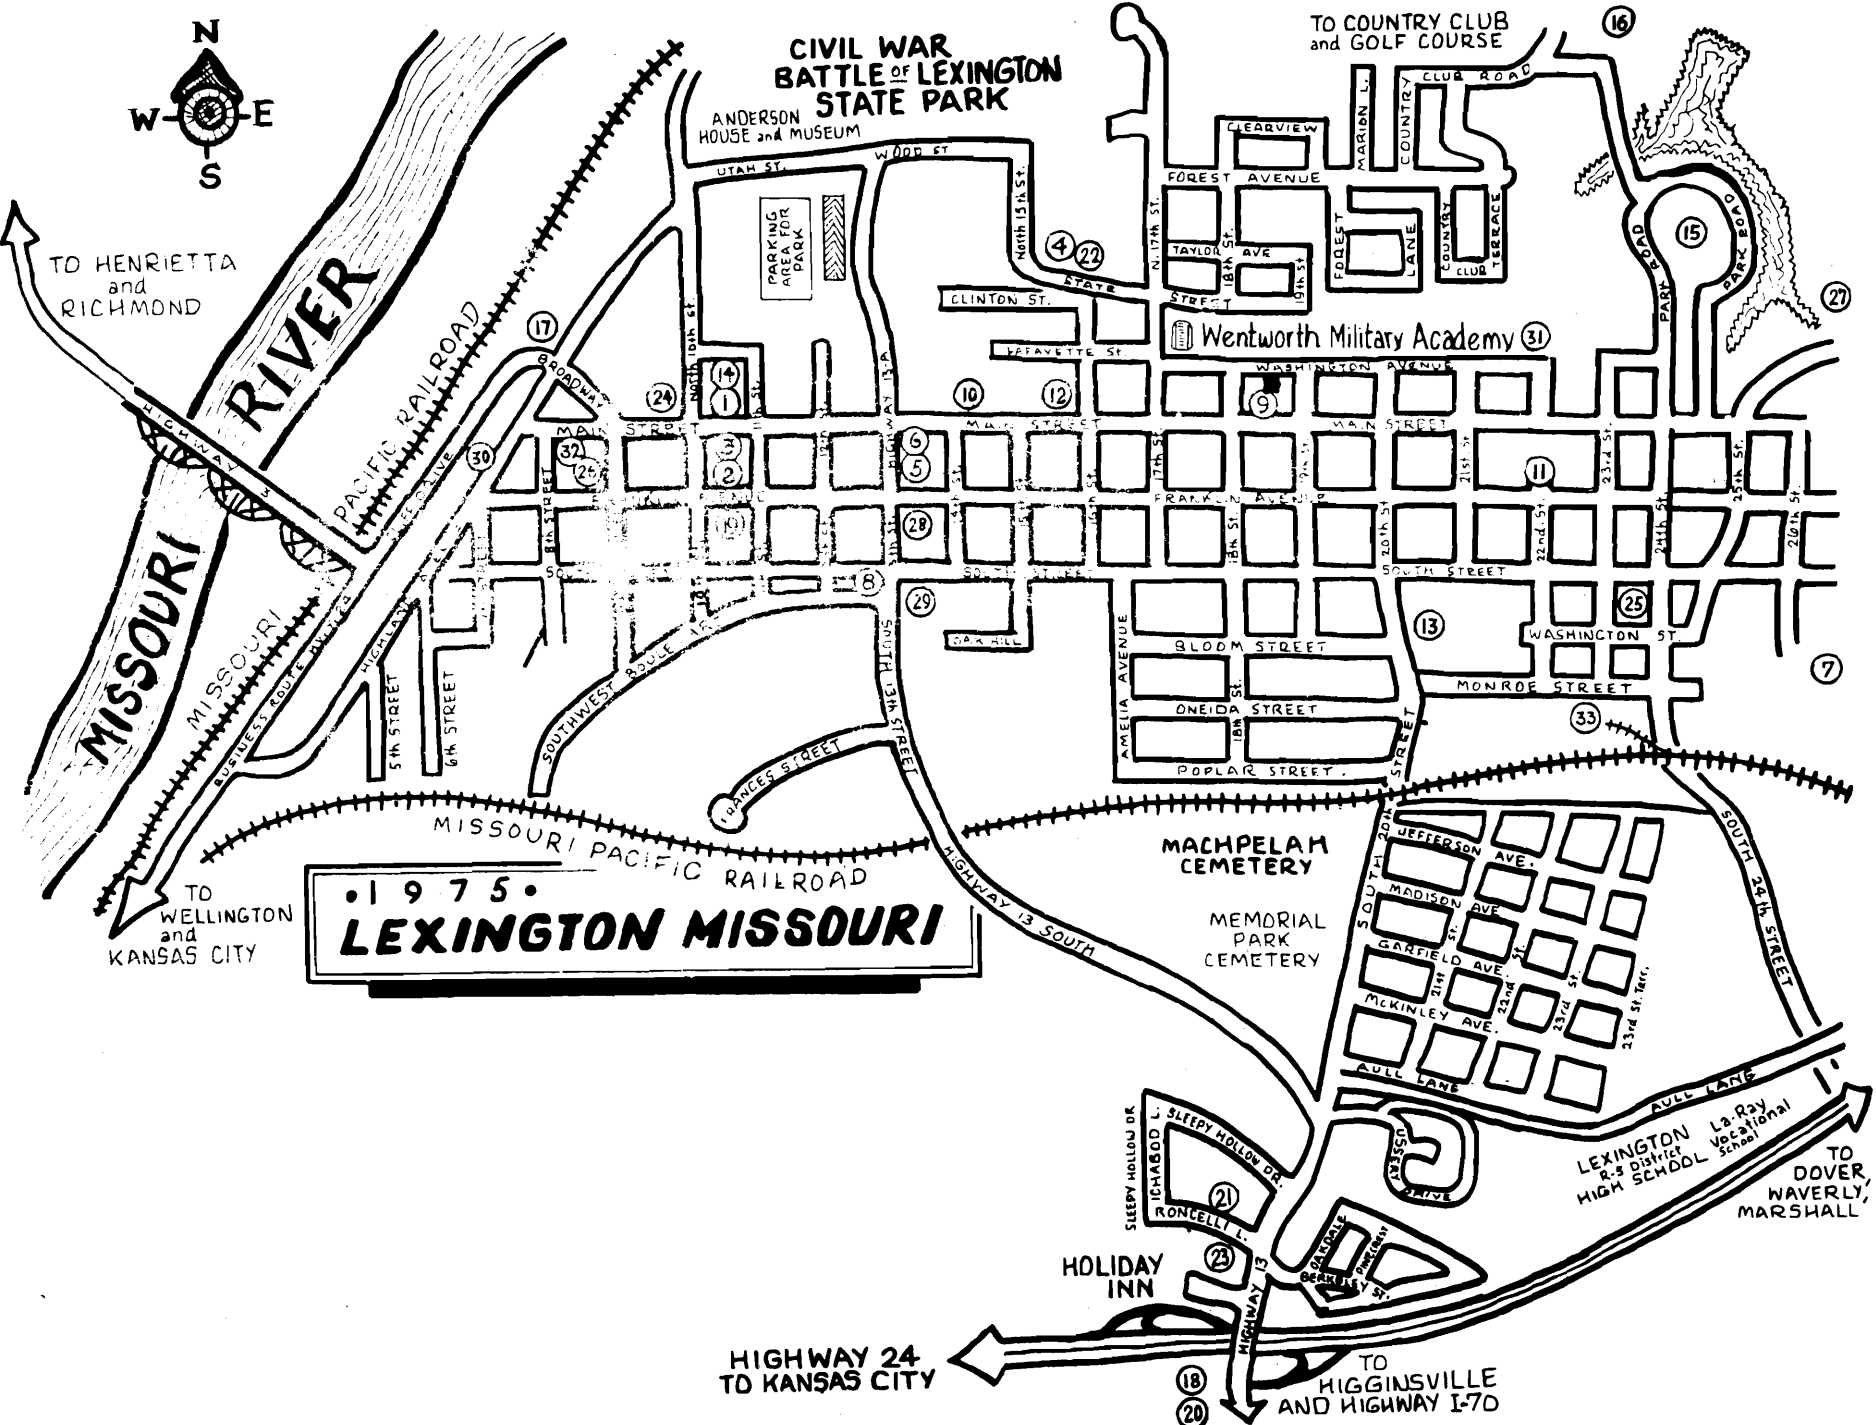 N
W
E
S
CIVIL WAR
BATTLE OF LEXINGTON
STATE PARK
ANDERSON
HOUSE and MUSEUM
TO COUNTRY CLUB
and GOLF COURSE
16
CLUB ROAD
MARION L.
COUNTRY
CLEARVIEW
FOREST AVENUE
WOOD ST
UTAH ST.
PARKING
AREA FOR
PARK
North 15th St.
N. 17th ST.
TAYLOR AVE
18th St.
19th St
FOREST
LANE
COUNTRY
CLUB
TERRACE
15
PARK ROAD
PARK ROAD
27
4
22
STATE
STREET
CLINTON ST.
LAFAYETTE St.
Wentworth Military Academy
31
WASHINGTON AVENUE
TO HENRIETTA
and
RICHMOND
MISSOURI
RIVER
HIGHWAY 13
MISSOURI
PACIFIC RAILROAD
17
BROADWAY
North 10th St.
24
14
1
11th St.
12th St.
HIGHWAY 13
10
12
9
MAIN STREET
MAIN STREET
MAIN STREET
30
32
26
3
2
6
5
11
8th STREET
17th St.
19th St.
21st St.
23rd St.
25th St.
FRANKLIN AVENUE
28
19
18th St.
20th St
22nd. St.
24th St.
26th St.
SOUTH STREET
SOUTH STREET
8
29
13
25
7
33
BUSINESS ROUTE
HIGHLAND
5th STREET
6th STREET
SOUTHWEST BOULEVARD
SOUTH 13th STREET
OAK HILL
FRANCES STREET
AMELIA AVENUE
BLOOM STREET
ONEIDA STREET
18th St.
POPLAR STREET.
STREET
WASHINGTON ST.
MONROE STREET
MISSOURI PACIFIC RAILROAD
TO
WELLINGTON
and
KANSAS CITY
• 1975 •
LEXINGTON MISSOURI
HIGHWAY 13 SOUTH
MACHPELAH
CEMETERY
MEMORIAL
PARK
CEMETERY
SOUTH 20th
JEFFERSON AVE.
MADISON AVE
GARFIELD AVE.
McKINLEY AVE.
21st St.
22nd St.
23rd St.
23rd St. Terr.
SOUTH 24th STREET
AULL LANE
AULL LANE
SLEEPY HOLLOW DR
ICHABOD L.
SLEEPY HOLLOW DR.
21
RONCELLI L.
23
USSERY
DRIVE
LEXINGTON
R-5 District
HIGH SCHOOL
La-Ray
Vocational
School
TO
DOVER,
WAVERLY,
MARSHALL
OAKDALE
PINECREST
BERKELEY ST.
HOLIDAY
INN
HIGHWAY 13
HIGHWAY 24
TO KANSAS CITY
18
20
TO
HIGGINSVILLE
AND HIGHWAY I-70